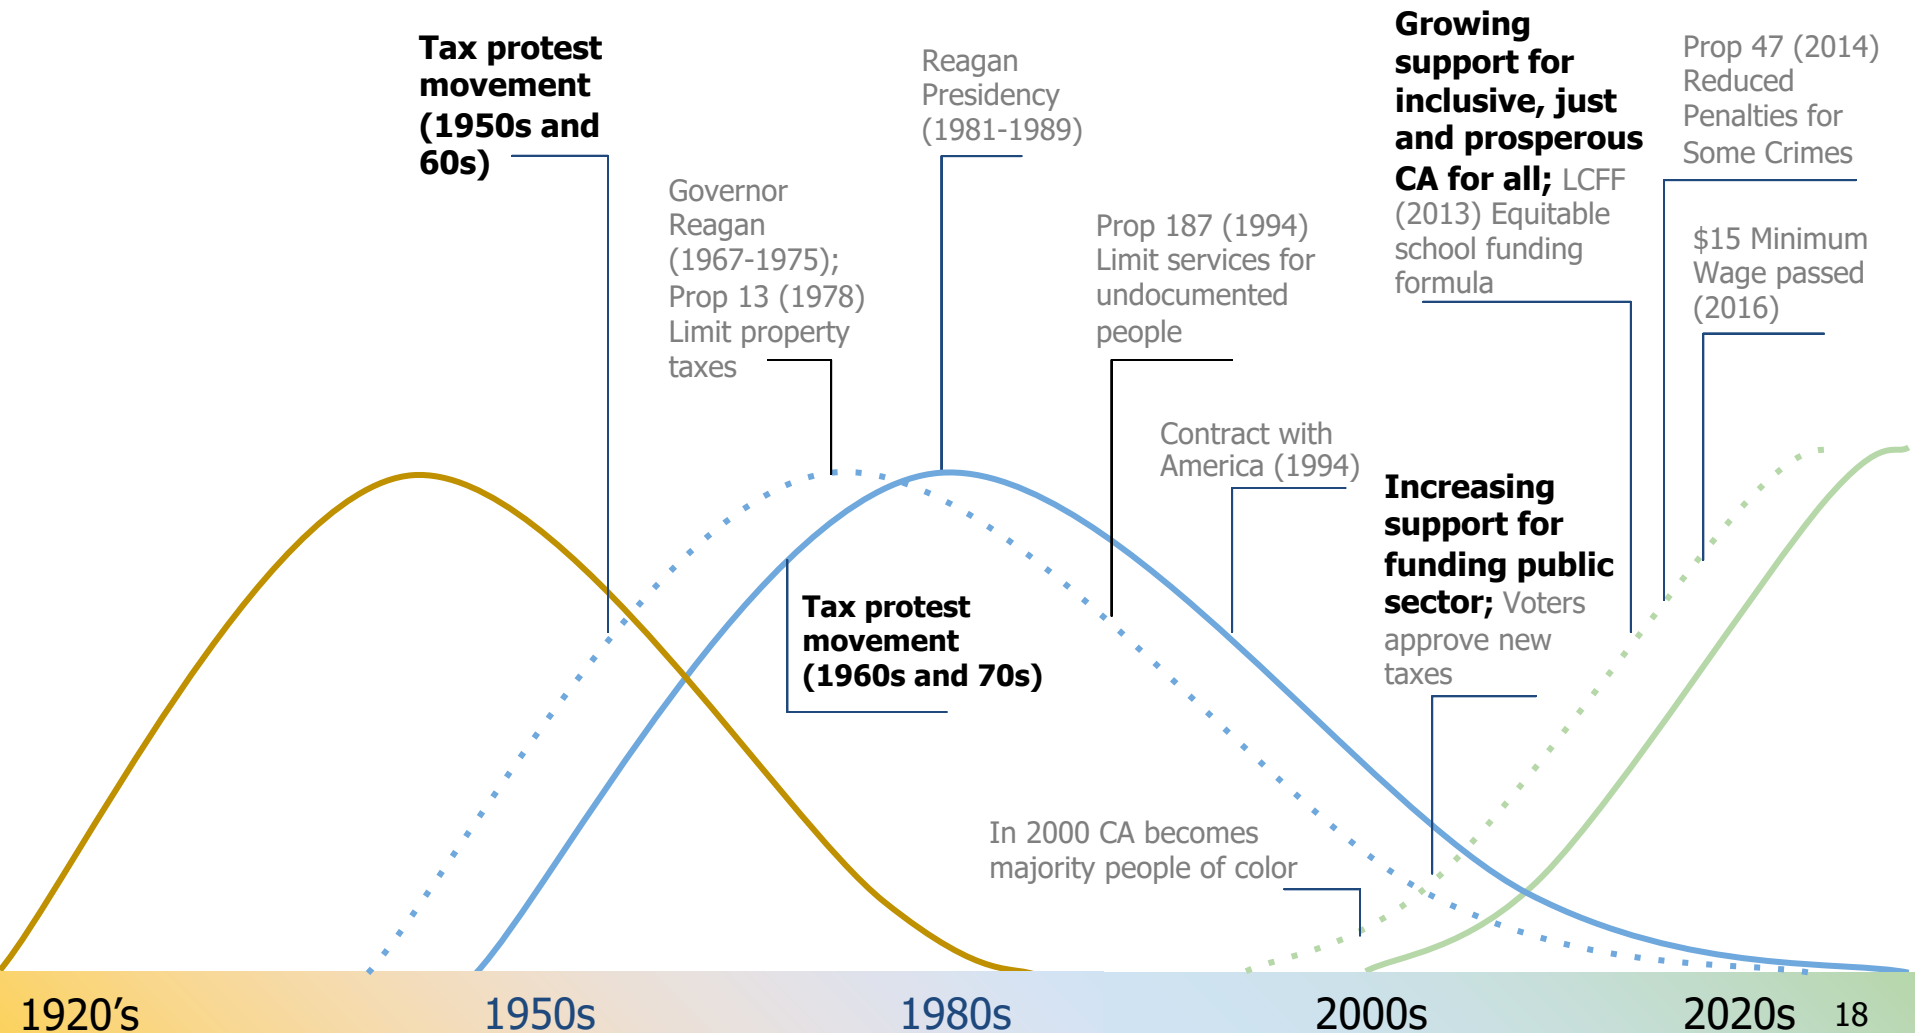 Tax protest
movement
(1950s and
60s)
Reagan
Presidency
(1981-1989)
Growing
support for
inclusive, just
and prosperous
CA for all; LCFF
(2013) Equitable
school funding
formula
Prop 47 (2014)
Reduced
Penalties for
Some Crimes
Governor
Reagan
(1967-1975);
Prop 13 (1978)
Limit property
taxes
Prop 187 (1994)
Limit services for
undocumented
people
$15 Minimum
Wage passed
(2016)
Contract with
America (1994)
Increasing
support for
funding public
sector; Voters
approve new
taxes
Tax protest
movement
(1960s and 70s)
In 2000 CA becomes
majority people of color
1920’s
1950s
1980s
2000s
2020s
18